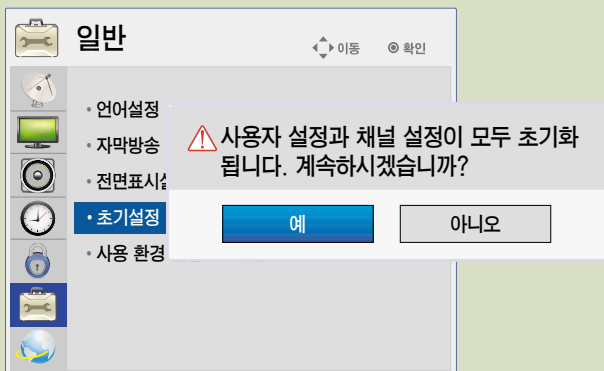 일반
이동
확인
· 언어설정
· 자막방송
· 전면표시
· 초기설정
· 사용 환경
사용자 설정과 채널 설정이 모두 초기화
됩니다. 계속하시겠습니까?
예
아니오